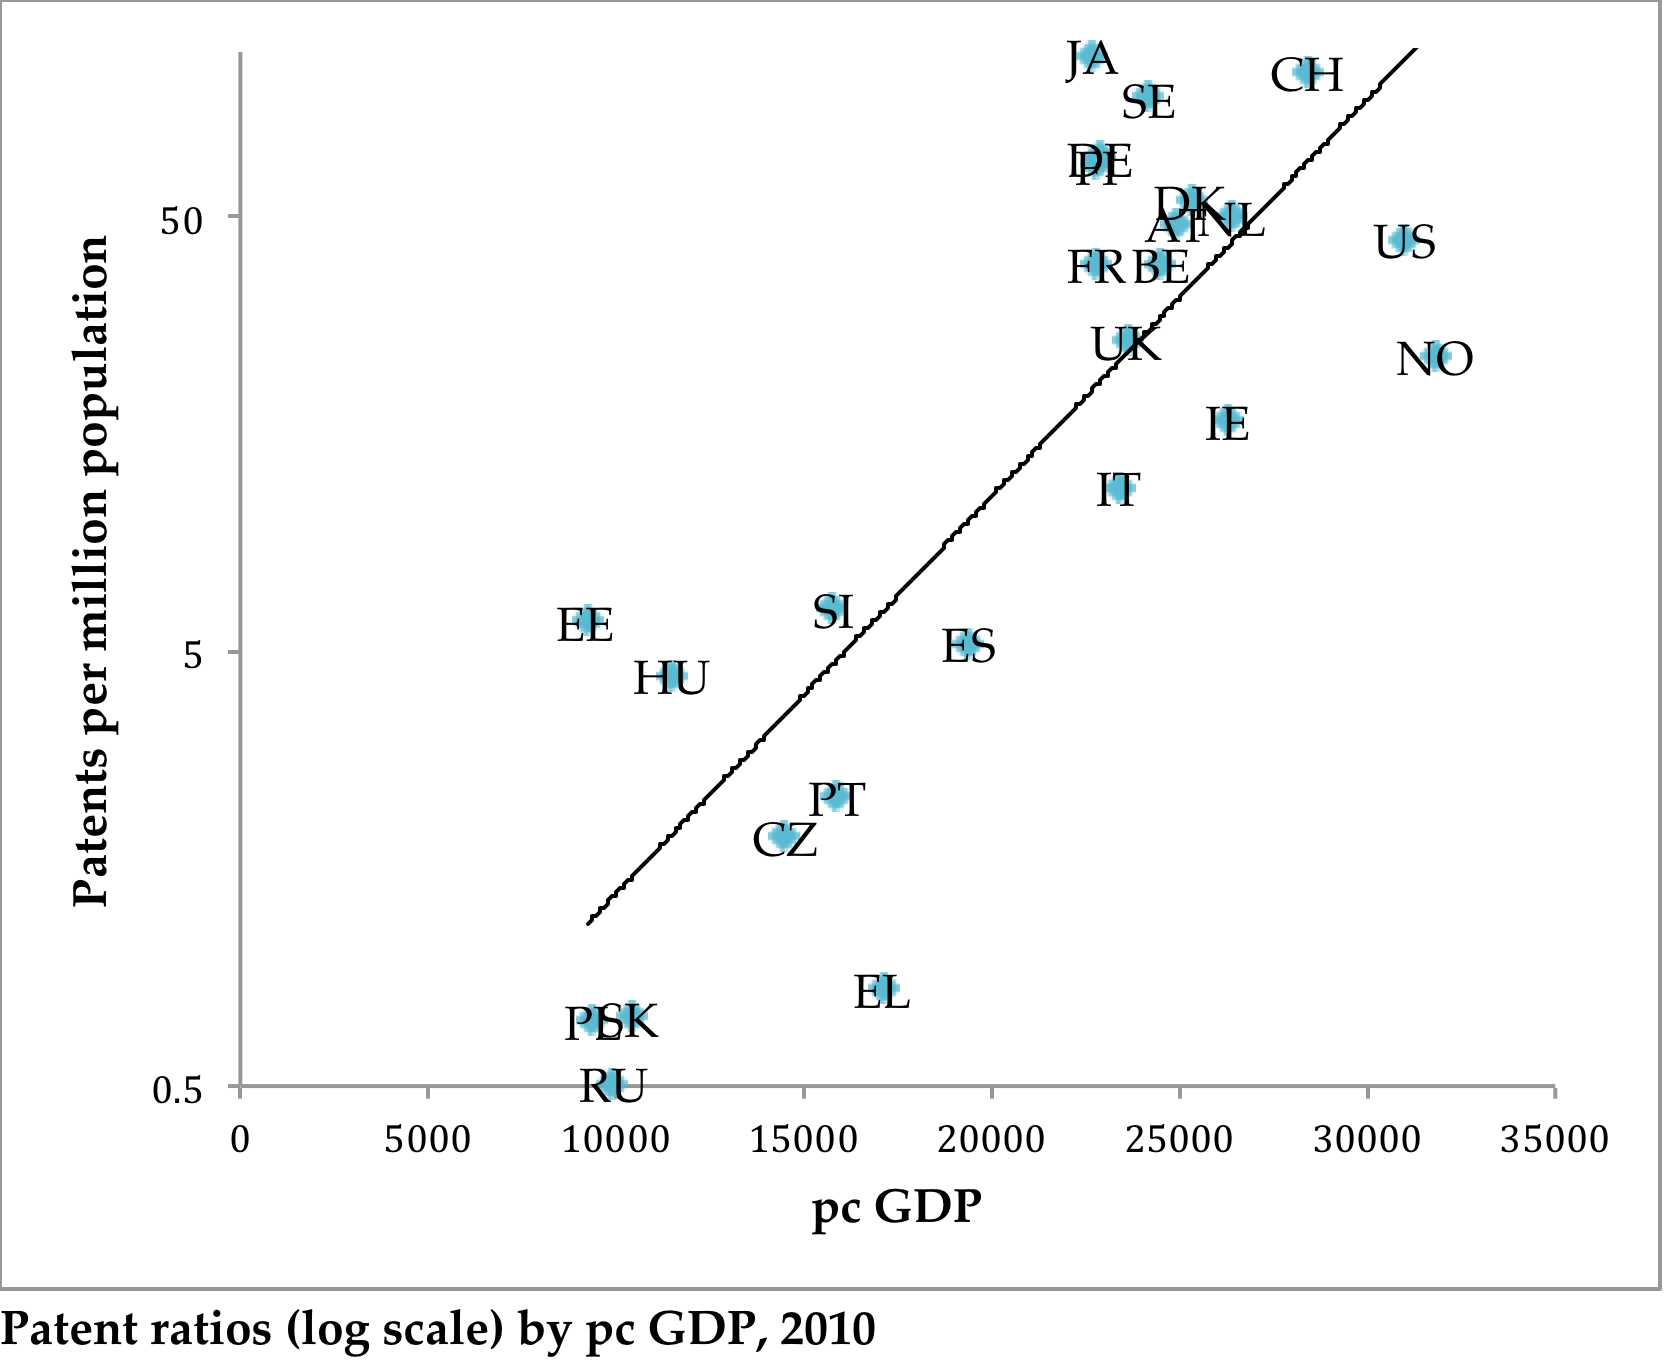 JA
CH
SE
DE
FI
DK
NL
AT
50
US
FR
BE
UK
NO
IE
IT
SI
EE
ES
5
HU
PT
CZ
EL
PL
SK
RU
0.5
Patents per million population
0 5000 10000 15000 20000 25000 30000 35000
pc GDP
Patent ratios (log scale) by pc GDP, 2010